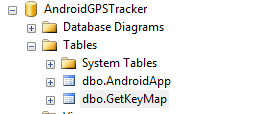 AndroidGPSTracker
Database Diagrams
Tables
System Tables
dbo.AndroidApp
dbo.GetKeyMap